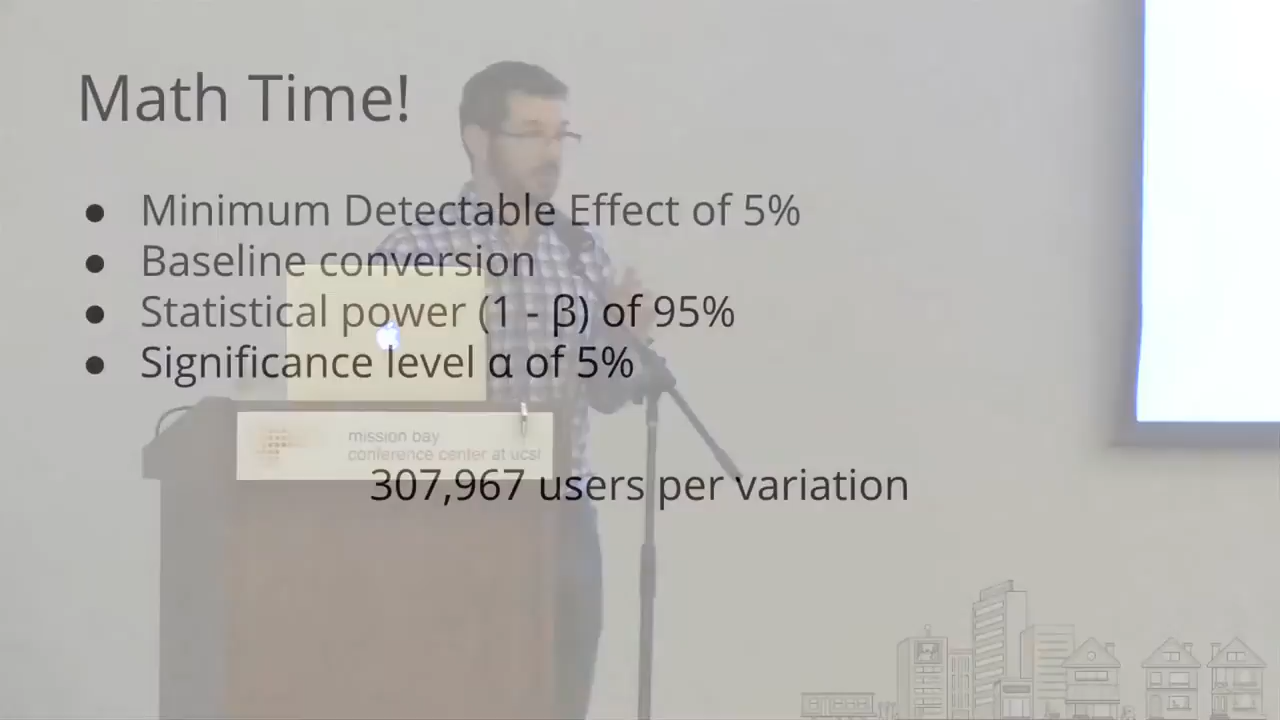 Math Time!
● Minimum Detectable Effect of 5%
● Baseline conversion
● Statistical power (1 - β) of 95%
● Significance level α of 5%
mission bay
conference center at ucsf
307,967 users per variation